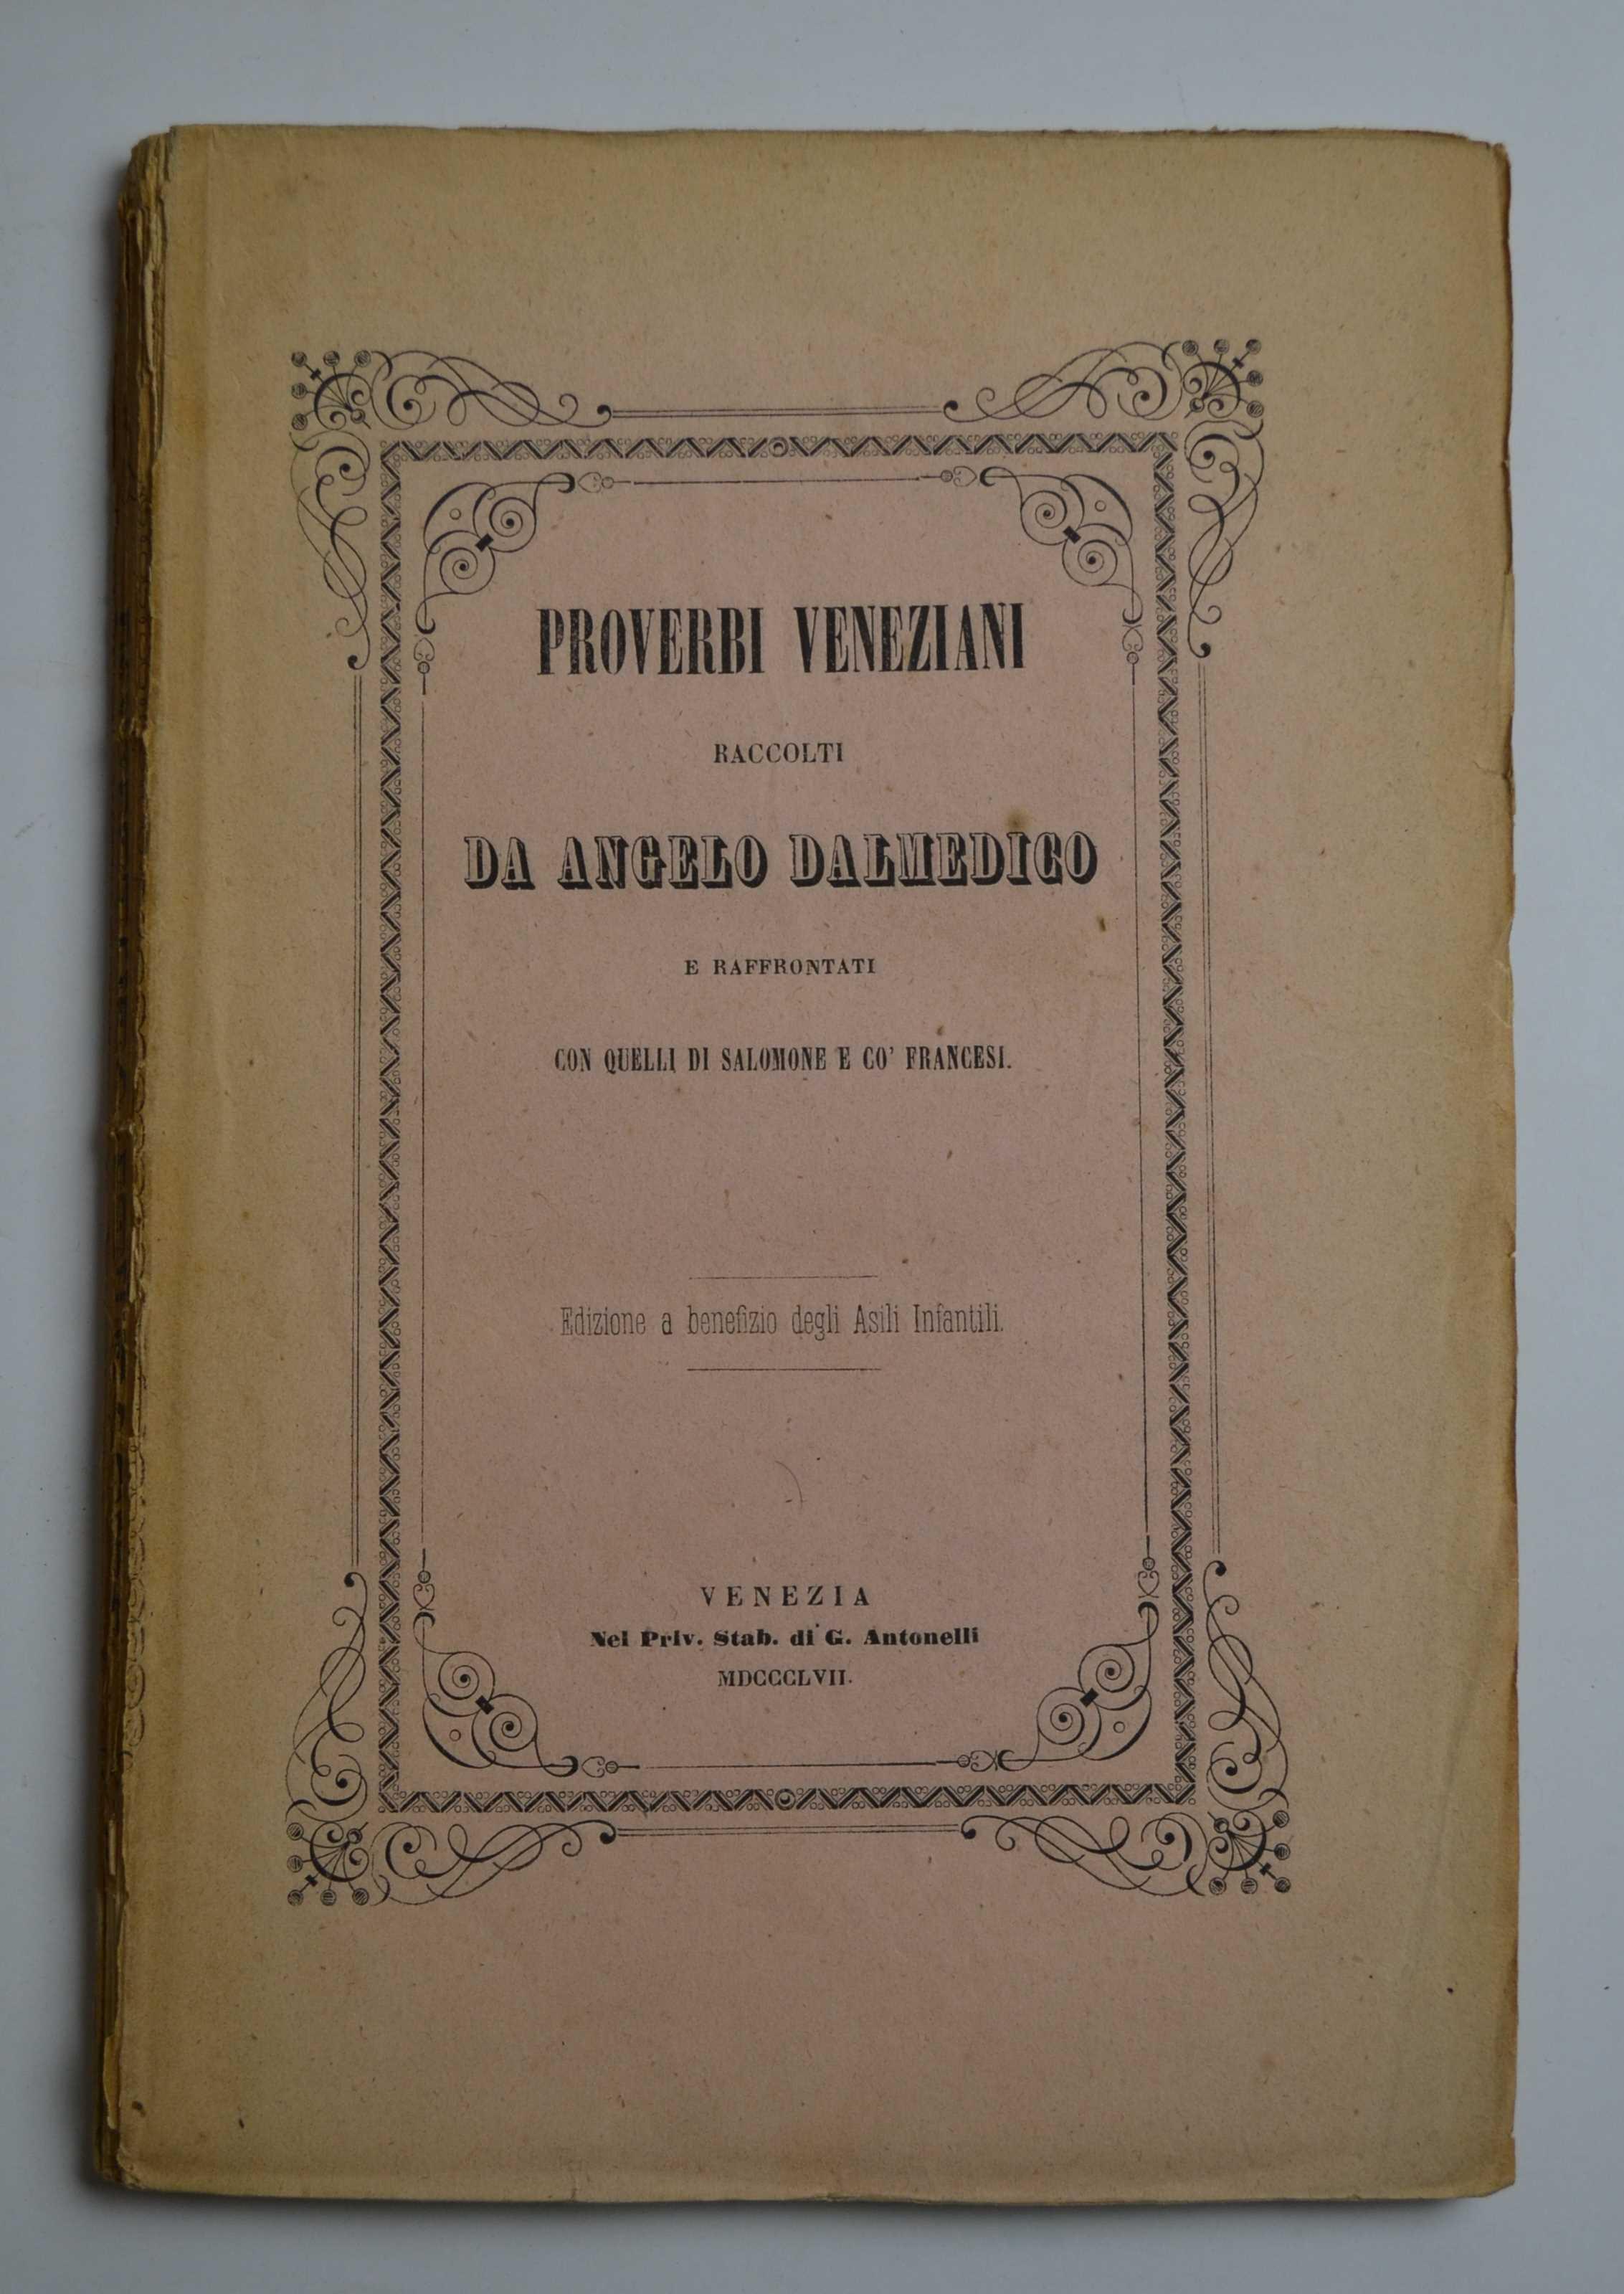 PROVERBI VENEZIANI
RACCOLTI
DA ANGELO DALMEDICO
E RAFFRONTATI
CON QUELLI DI SALOMONE E CO' FRANCESI.
Edizione a benefizio degli Asili Infantili.
VENEZIA
Nel Priv. Stab. di G. Antonelli
MDCCCLVII.